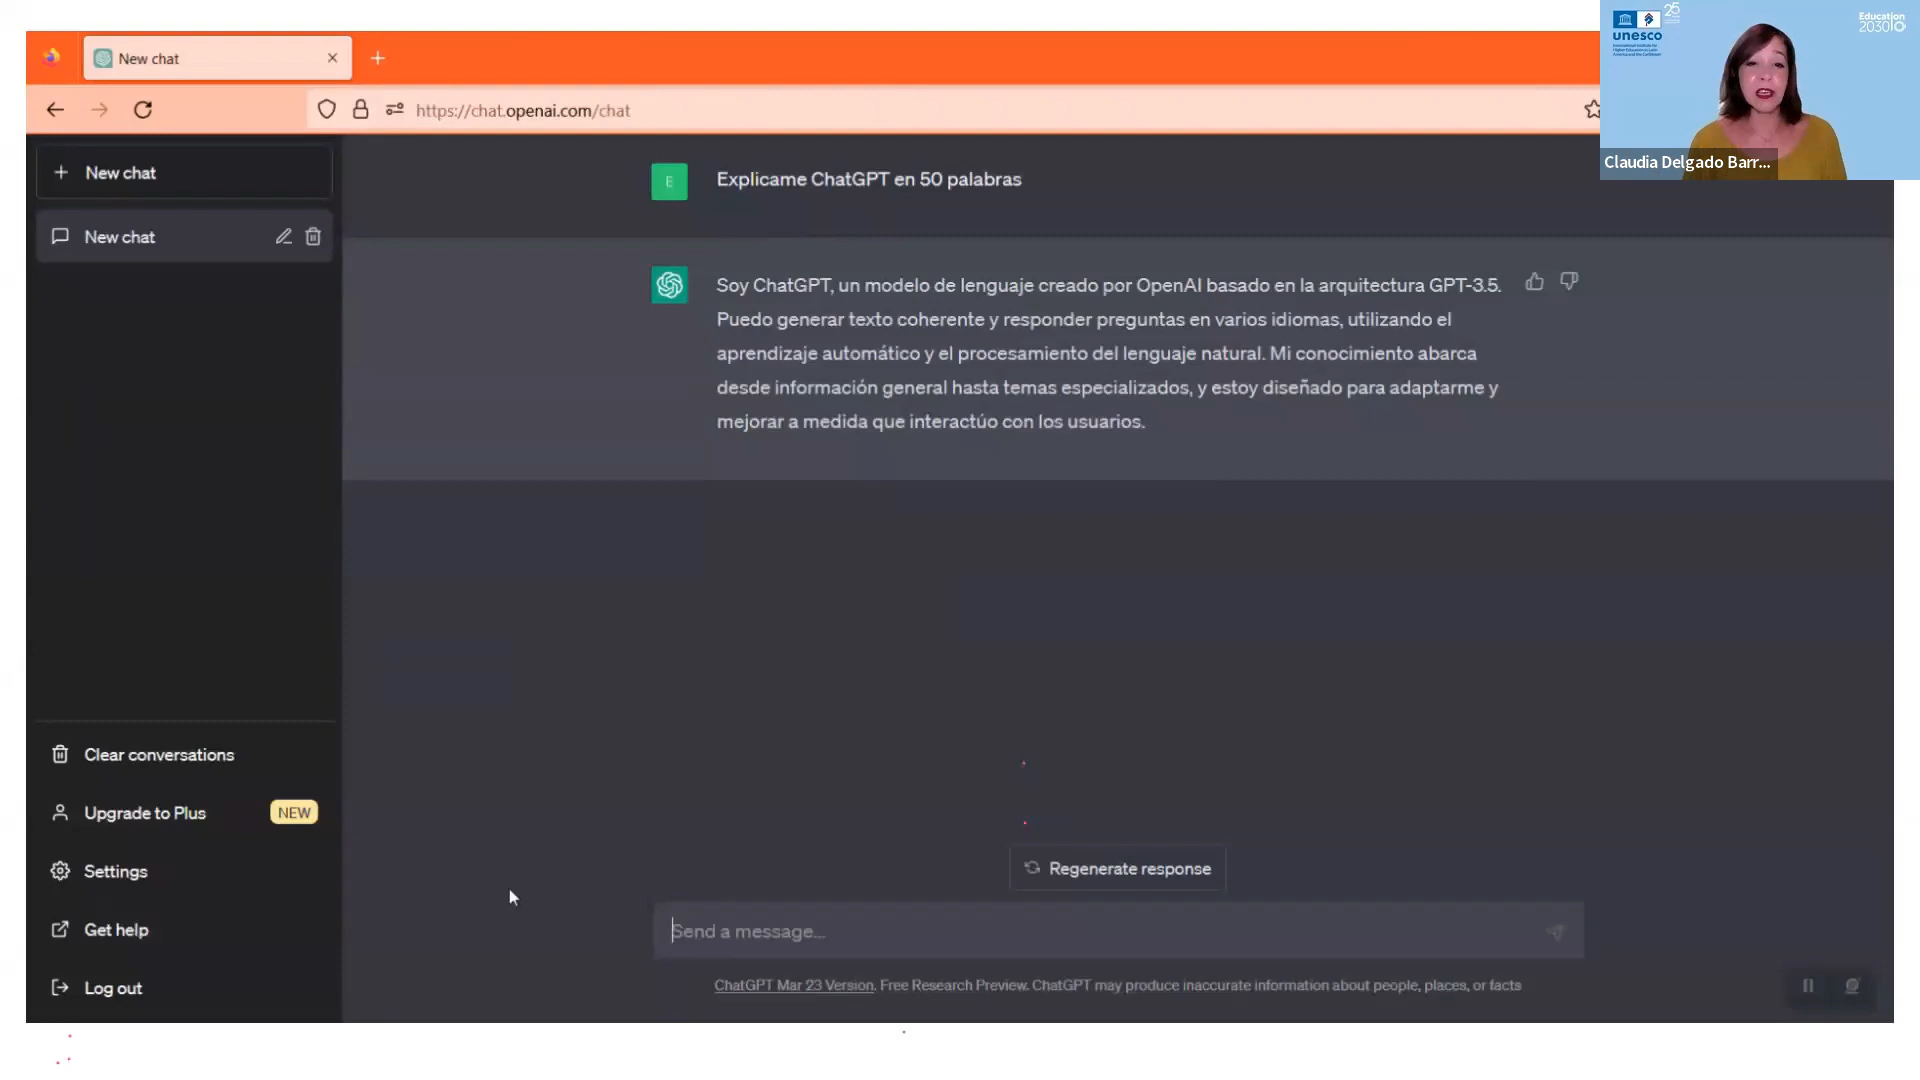 New chat
https://chat.openai.com/chat
unesco
25
Education
2030
Claudia Delgado Barr...
New chat
New chat
E
Explicame ChatGPT en 50 palabras
Soy ChatGPT, un modelo de lenguaje creado por OpenAI basado en la arquitectura GPT-3.5.
Puedo generar texto coherente y responder preguntas en varios idiomas, utilizando el
aprendizaje automático y el procesamiento del lenguaje natural. Mi conocimiento abarca
desde información general hasta temas especializados, y estoy diseñado para adaptarme y
mejorar a medida que interactúo con los usuarios.
Clear conversations
Upgrade to Plus
NEW
Settings
Get help
Log out
Regenerate response
Send a message...
ChatGPT Mar 23 Version. Free Research Preview. ChatGPT may produce inaccurate information about people, places, or facts